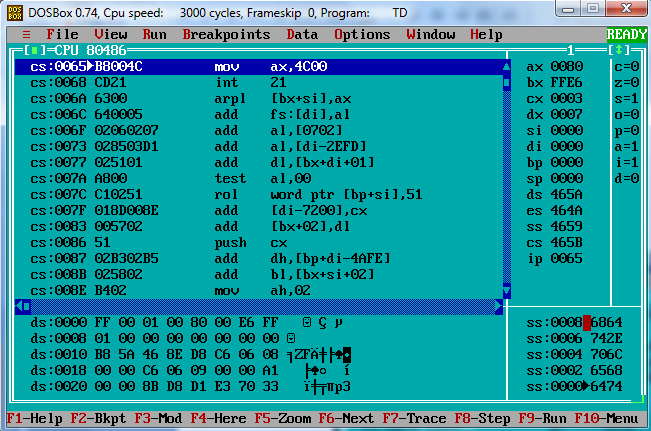 DOSBox 0.74, Cpu speed: 3000 cycles, Frameskip 0, Program: TD
≡ File View Run Breakpoints Data Options Window Help READY
[■]=CPU 80486 1 [↕]
cs:0065►B8004C mov ax,4C00
cs:0068 CD21 int 21
cs:006A 6300 arpl [bx+si],ax
cs:006C 640005 add fs:[di],al
cs:006F 02060207 add al,[0702]
cs:0073 028503D1 add al,[di-2EFD]
cs:0077 025101 add dl,[bx+di+01]
cs:007A A800 test al,00
cs:007C C10251 rol word ptr [bp+si],51
cs:007F 018D008E add [di-7200],cx
cs:0083 005702 add [bx+02],dl
cs:0086 51 push cx
cs:0087 02B302B5 add dh,[bp+di-4AFE]
cs:008B 025802 add bl,[bx+si+02]
cs:008E B402 mov ah,02
ax 0080 c=0
bx FFE6 z=0
cx 0003 s=1
dx 0007 o=0
si 0000 p=0
di 0000 a=1
bp 0000 i=1
sp 0000 d=0
ds 465A
es 464A
ss 4659
cs 465B
ip 0065
ds:0000 FF 00 01 00 80 00 E6 FF ☺ Ç µ
ds:0008 01 00 00 00 00 00 00 00 ☺
ds:0010 B8 5A 46 8E D8 C6 06 08 ╕ZFÄ╪╞♠◘
ds:0018 00 00 C6 06 09 00 00 A1 ╞♠○ í
ds:0020 00 00 8B D8 D1 E3 70 33 ï╪╤πp3
ss:0008 6864
ss:0006 742E
ss:0004 706C
ss:0002 6568
ss:0000►6474
F1-Help F2-Bkpt F3-Mod F4-Here F5-Zoom F6-Next F7-Trace F8-Step F9-Run F10-Menu